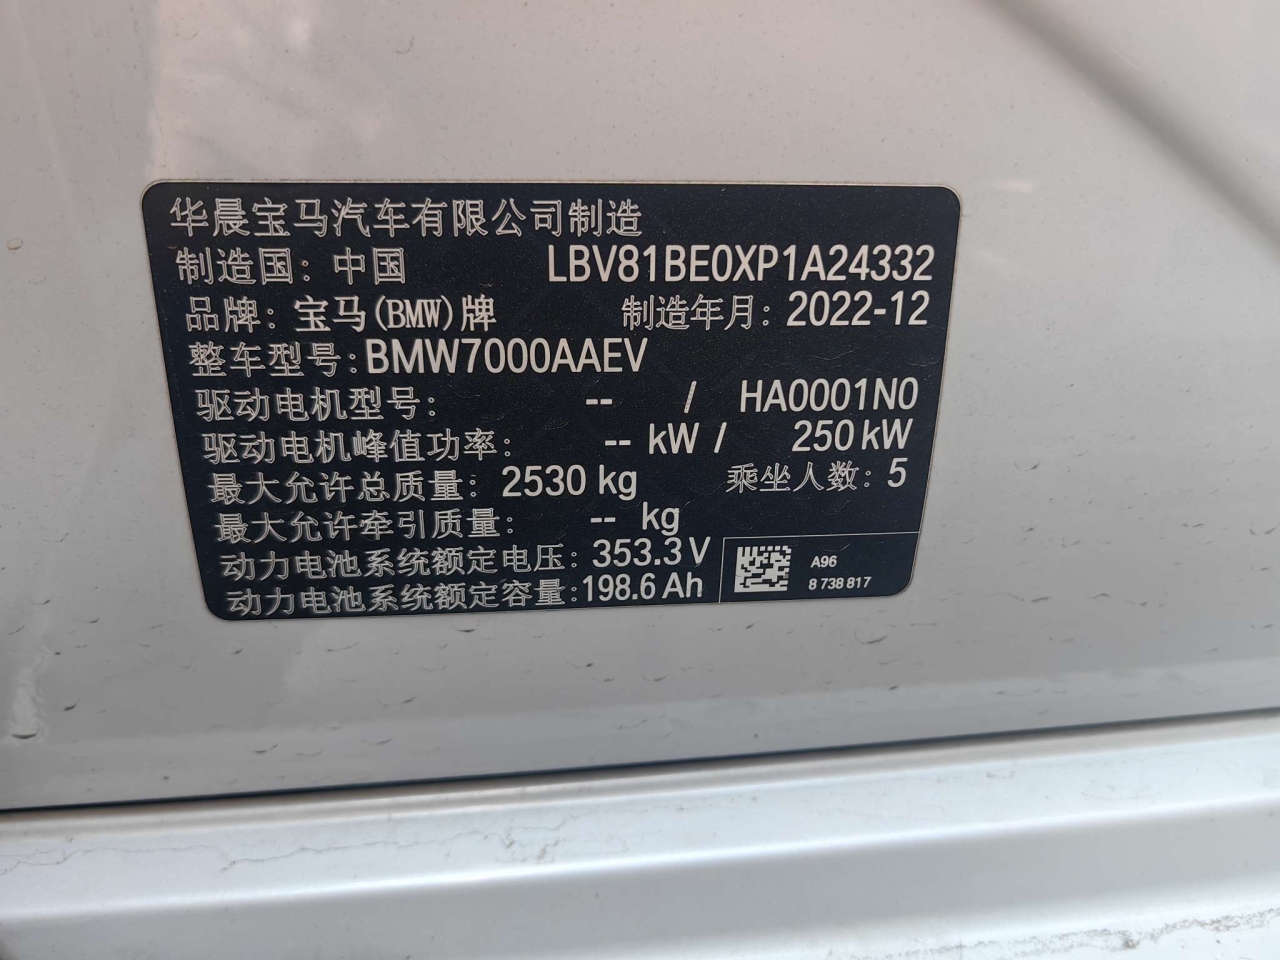 华晨宝马汽车有限公司制造
制造国：中国 LBV81BE0XP1A24332
品牌：宝马(BMW)牌 制造年月：2022-12
整车型号：BMW7000AAEV
驱动电机型号： -- / HA0001N0
驱动电机峰值功率： -- kW / 250 kW
最大允许总质量：2530 kg 乘坐人数：5
最大允许牵引质量： -- kg
动力电池系统额定电压：353.3 V
动力电池系统额定容量：198.6 Ah
A96
8 738 817